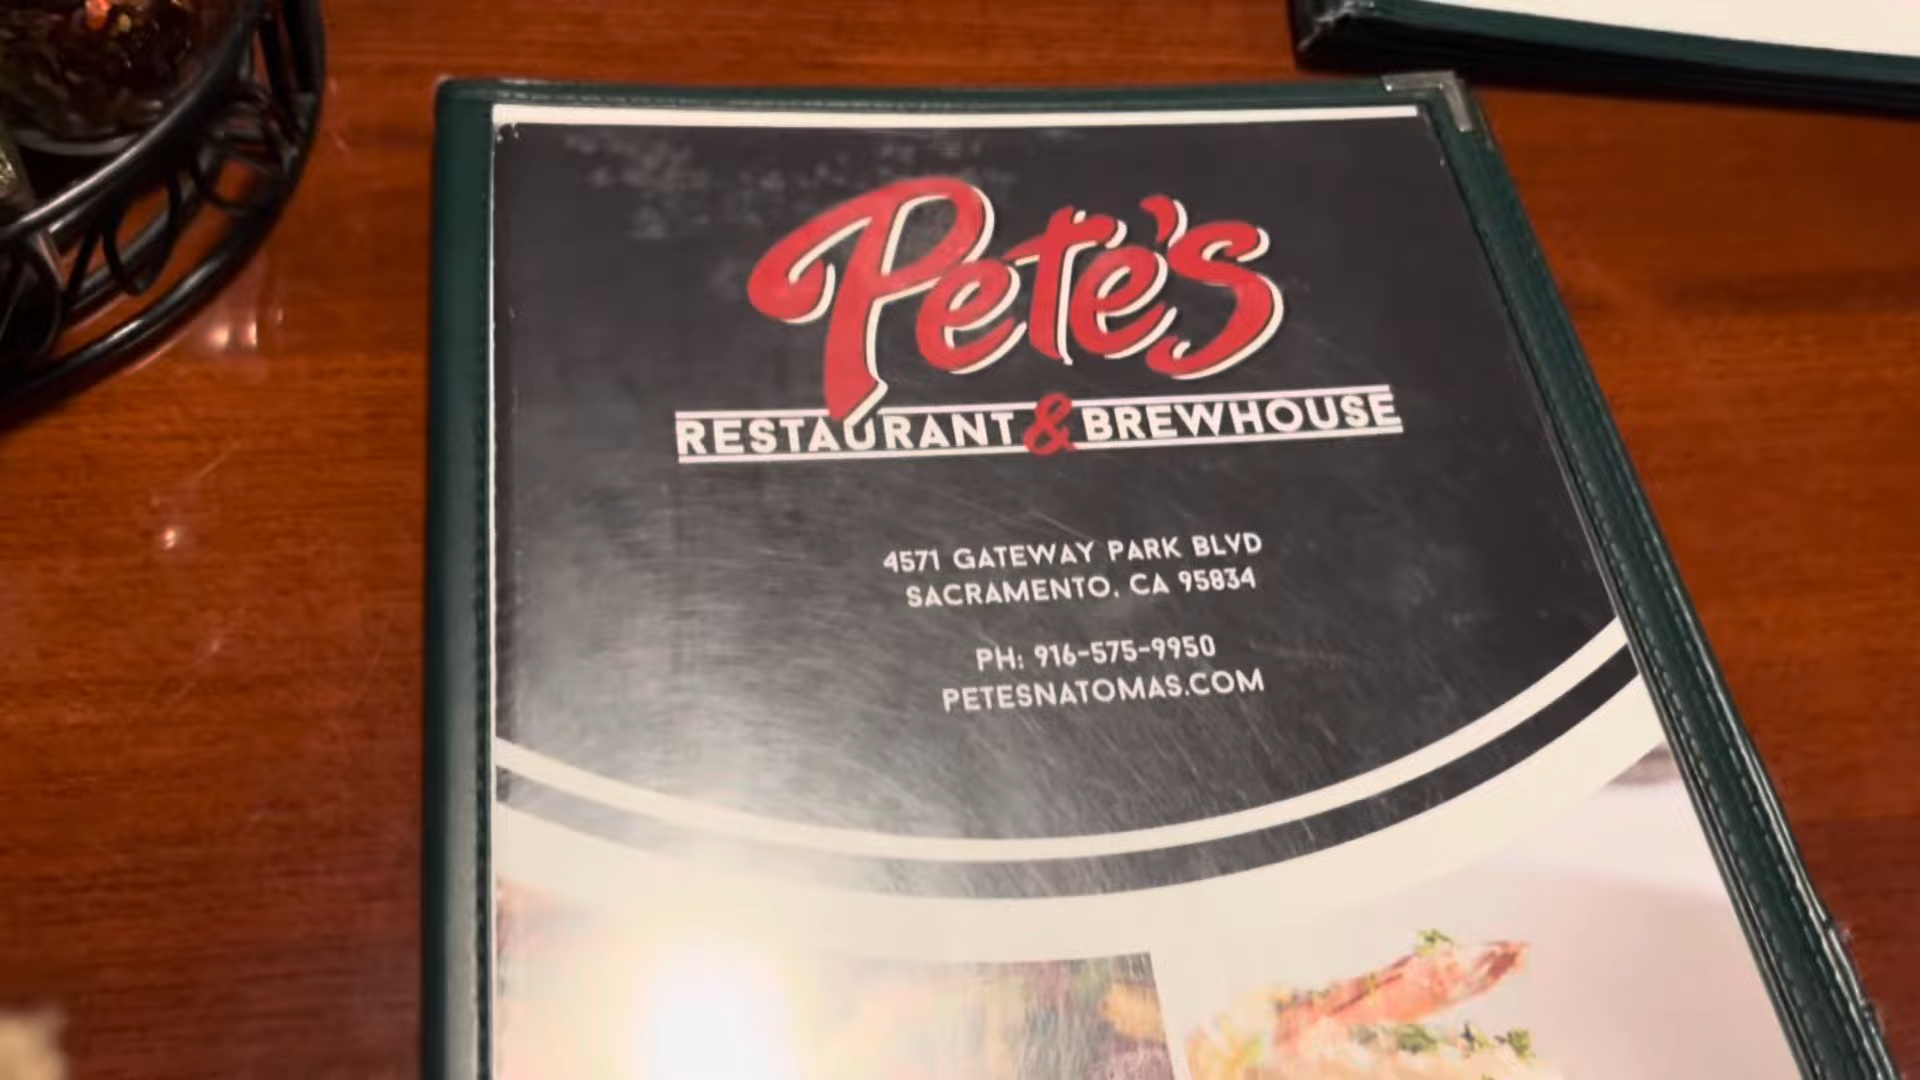 Pete's
RESTAURANT & BREWHOUSE
4571 GATEWAY PARK BLVD
SACRAMENTO, CA 95834
PH: 916-575-9950
PETESNATOMAS.COM